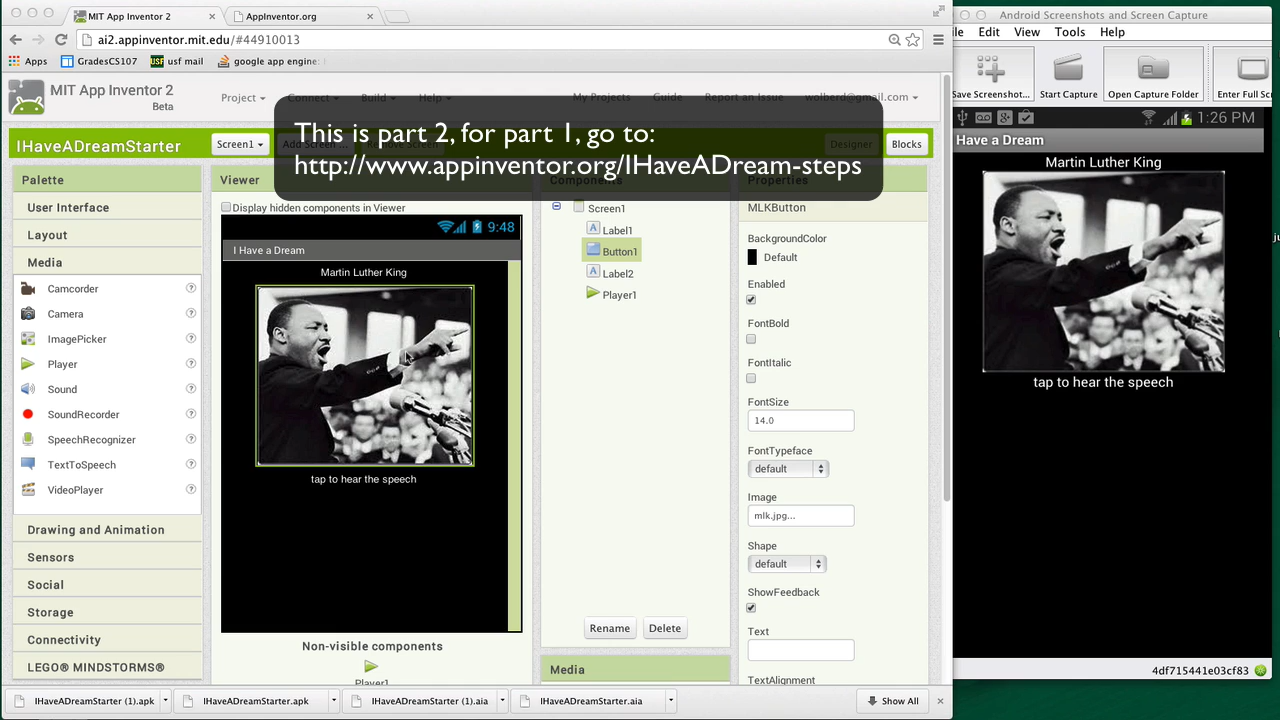 MIT App Inventor 2
AppInventor.org
Android Screenshots and Screen Capture
ai2.appinventor.mit.edu/#44910013
Edit View Tools Help
Apps GradesCS107 usf mail google app engine:
Save Screenshot... Start Capture Open Capture Folder
MIT App Inventor 2
Beta
Project Connect Build Help My Projects Guide Report an Issue wolberd@gmail.com
This is part 2, for part 1, go to:
http://www.appinventor.org/IHaveADream-steps
IHaveADreamStarter Screen1 Add Screen ... Remove Screen Designer Blocks
Palette
User Interface
Layout
Media
Camcorder
Camera
ImagePicker
Player
Sound
SoundRecorder
SpeechRecognizer
TextToSpeech
VideoPlayer
Drawing and Animation
Sensors
Social
Storage
Connectivity
LEGO® MINDSTORMS®
Viewer
Display hidden components in Viewer
9:48
I Have a Dream
Martin Luther King
tap to hear the speech
Non-visible components
Player1
Components
Screen1
Label1
Button1
Label2
Player1
Rename Delete
Media
Properties
MLKButton
BackgroundColor
Default
Enabled
FontBold
FontItalic
FontSize
14.0
FontTypeface
default
Image
mlk.jpg...
Shape
default
ShowFeedback
Text
TextAlignment
1:26 PM
Have a Dream
Martin Luther King
tap to hear the speech
4df715441e03cf83
IHaveADreamStarter (1).apk IHaveADreamStarter.apk IHaveADreamStarter (1).aia IHaveADreamStarter.aia Show All